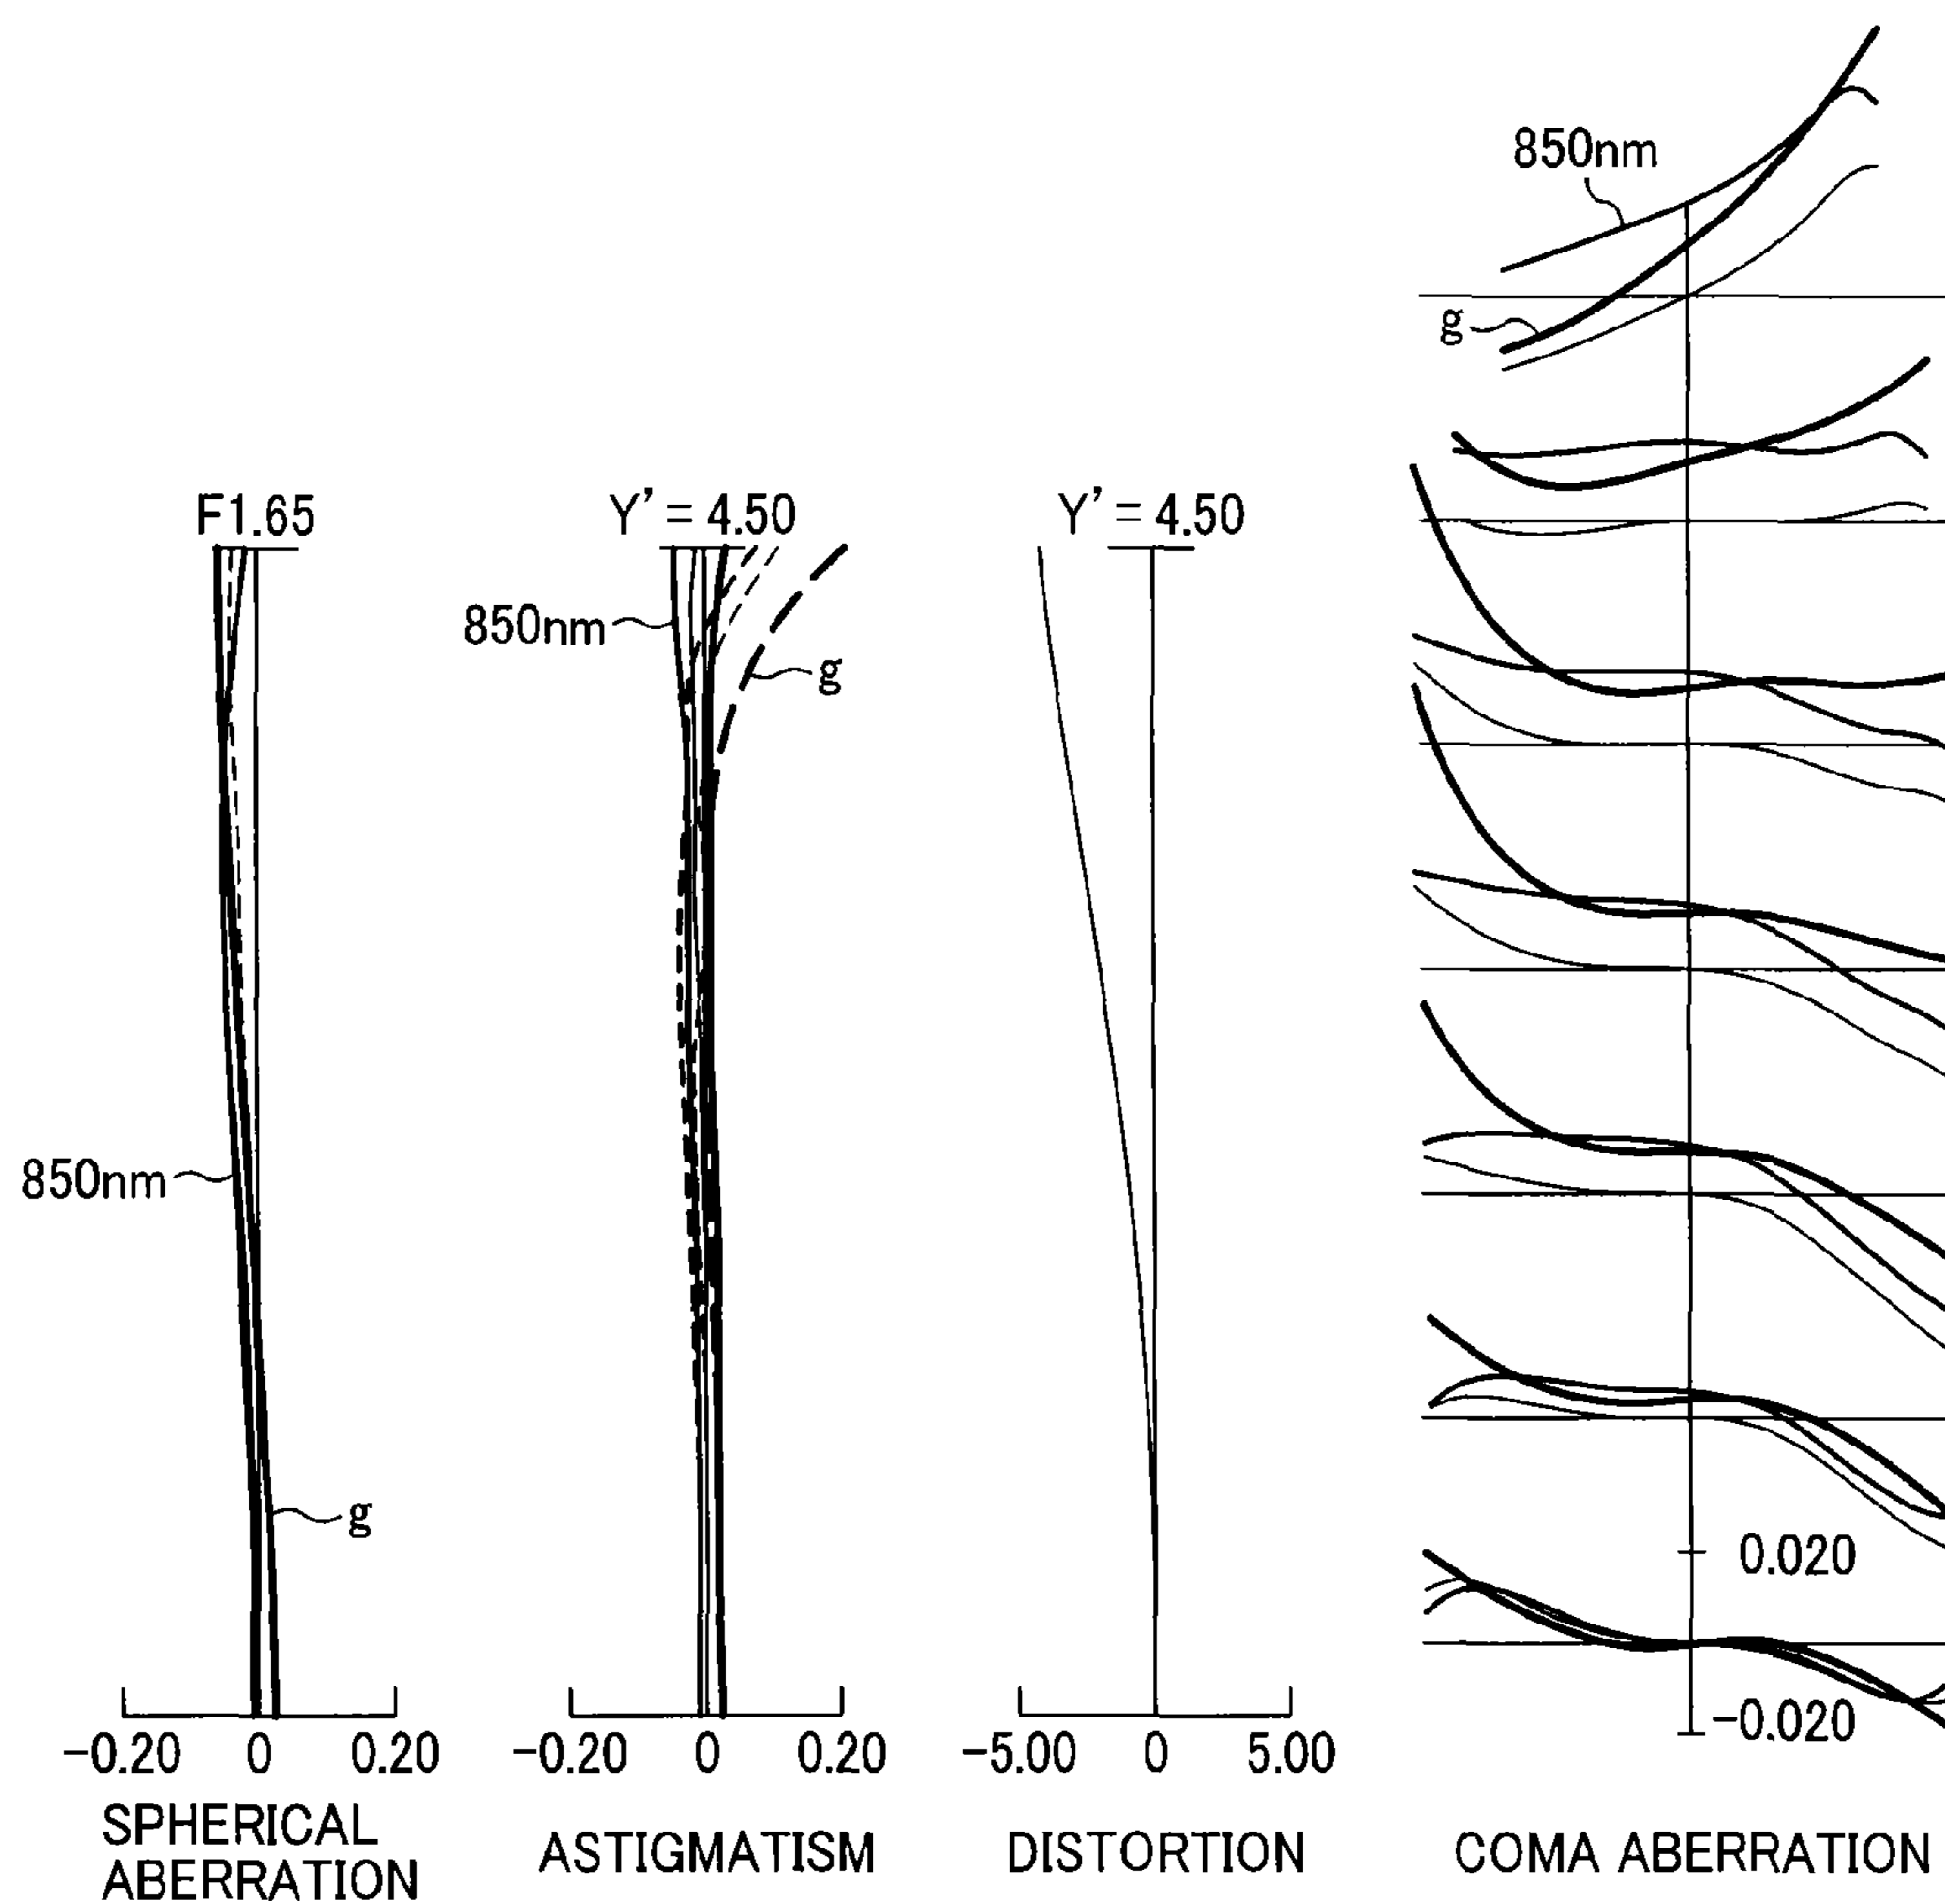 850nm
g
F1.65
Y' = 4.50
Y' = 4.50
850nm
g
850nm
g
0.020
-0.020
-0.20 0 0.20
-0.20 0 0.20
-5.00 0 5.00
SPHERICAL
ABERRATION
ASTIGMATISM
DISTORTION
COMA ABERRATION